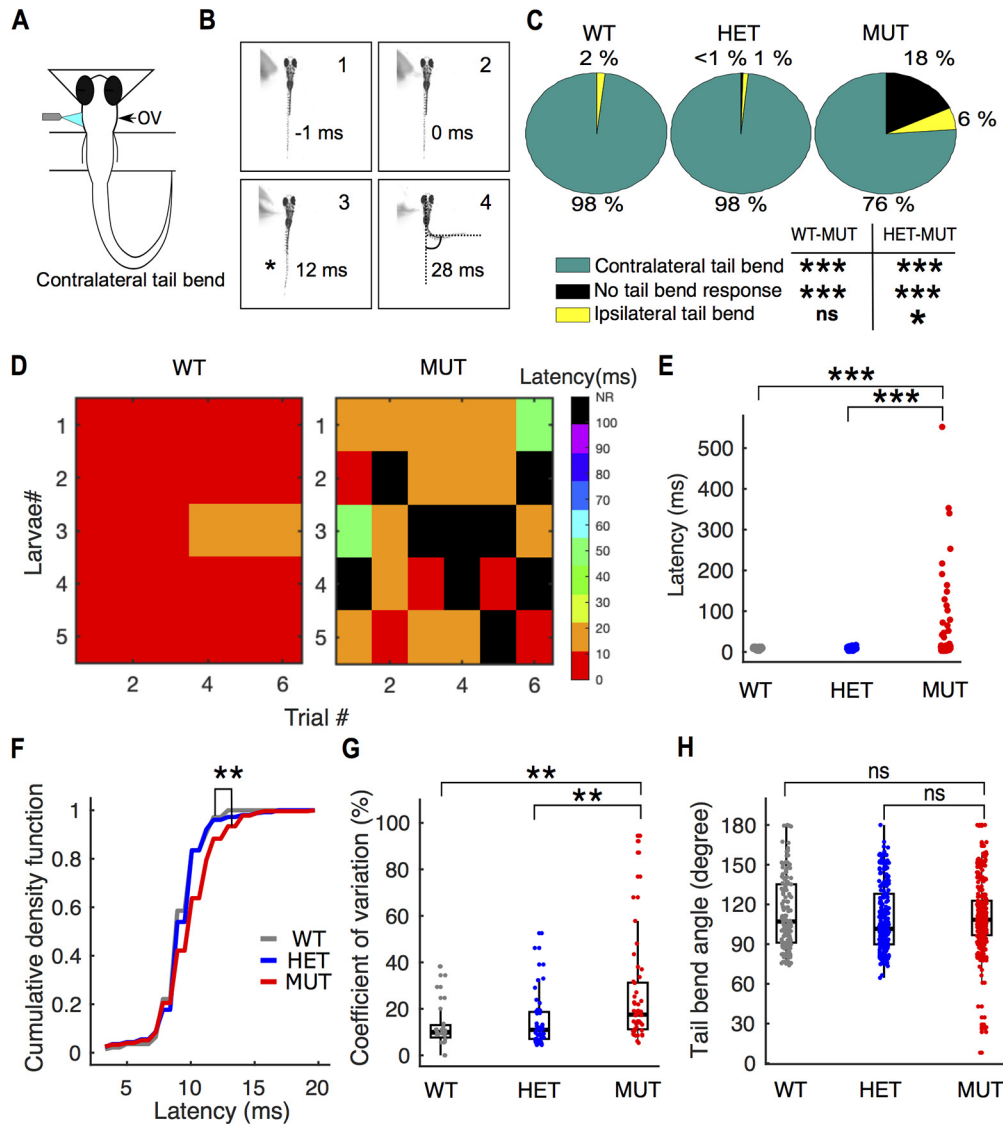 A
OV
Contralateral tail bend
B
1
-1 ms
2
0 ms
3
*
12 ms
4
28 ms
C
WT HET MUT
2 % <1 % 1 % 18 %
6 %
98 % 98 % 76 %
WT-MUT HET-MUT
Contralateral tail bend *** ***
No tail bend response *** ***
Ipsilateral tail bend ns *
D
WT MUT Latency(ms)
Larvae#
1
2
3
4
5
2 4 6 2 4 6
Trial #
NR
100
90
80
70
60
50
40
30
20
10
0
E
***
***
Latency (ms)
500
400
300
200
100
0
WT HET MUT
F
**
Cumulative density function
1
0.8
0.6
0.4
0.2
0
WT
HET
MUT
5 10 15 20
Latency (ms)
G
**
**
Coefficient of variation (%)
100
80
60
40
20
0
WT HET MUT
H
ns
ns
Tail bend angle (degree)
180
150
120
90
60
30
0
WT HET MUT